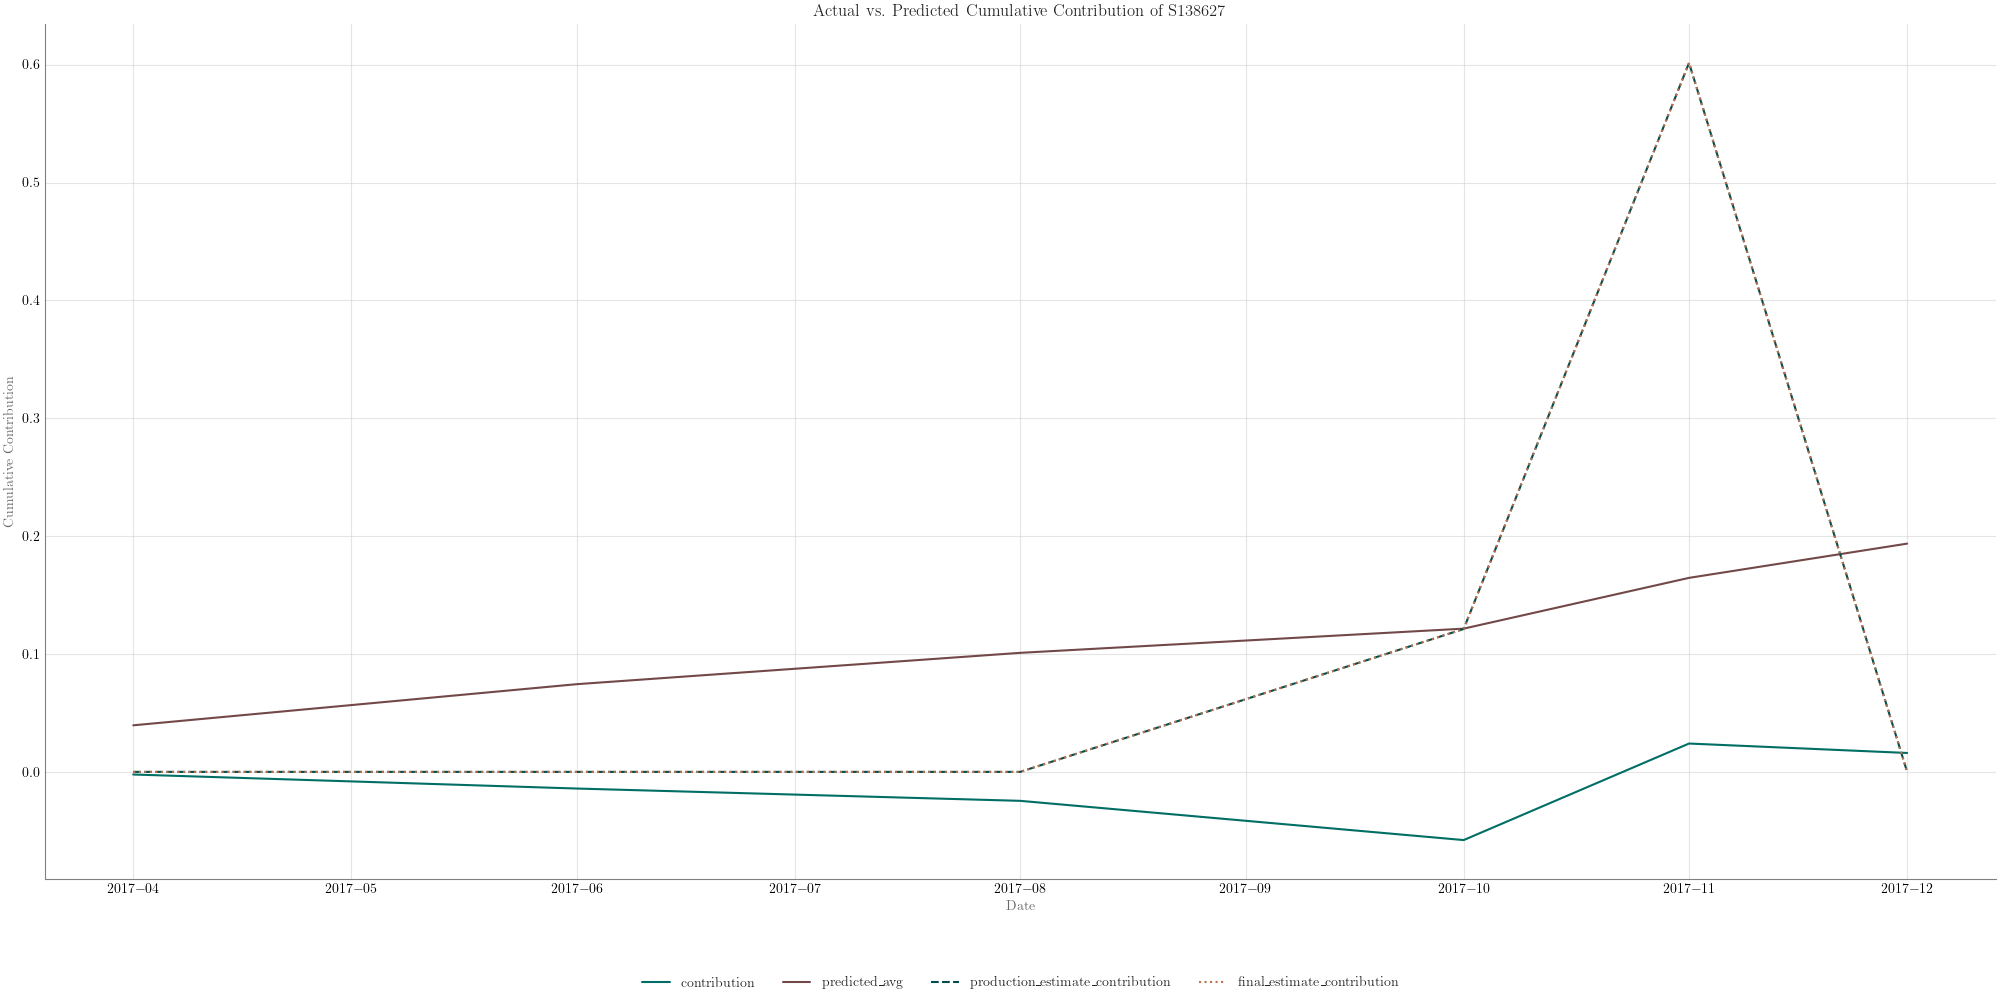 Actual vs. Predicted Cumulative Contribution of S138627
0.6
0.5
0.4
0.3
0.2
0.1
0.0
Cumulative Contribution
2017−04 2017−05 2017−06 2017−07 2017−08 2017−09 2017−10 2017−11 2017−12
Date
contribution predicted_avg production_estimate_contribution final_estimate_contribution